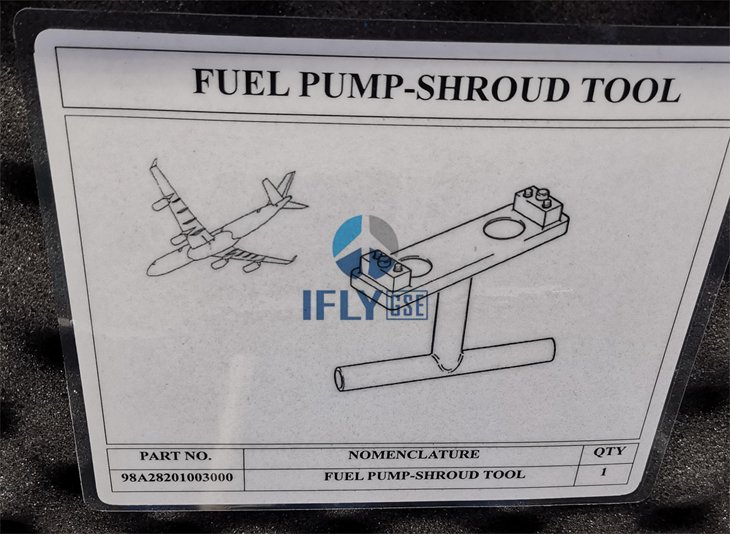 FUEL PUMP-SHROUD TOOL
IFLY GSE
PART NO. NOMENCLATURE QTY
98A28201003000 FUEL PUMP-SHROUD TOOL 1